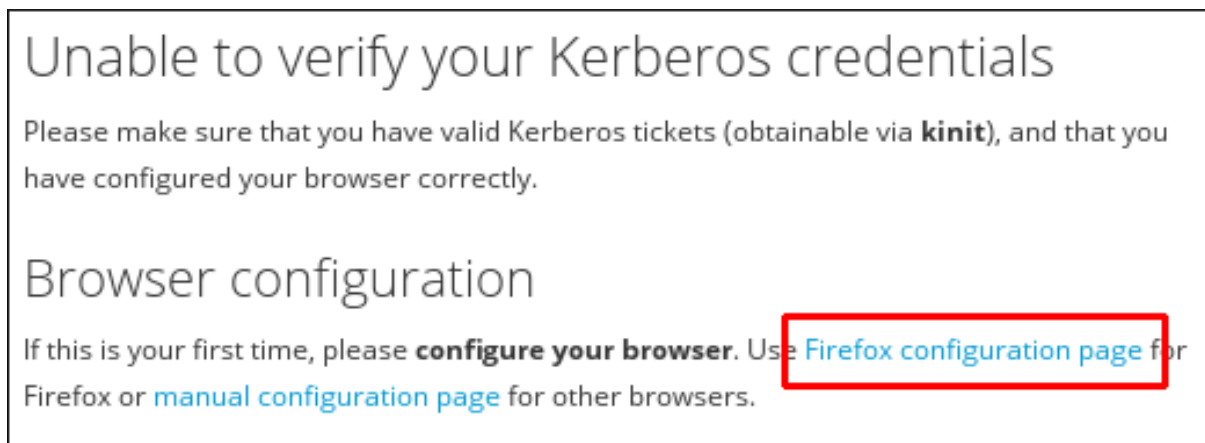 Unable to verify your Kerberos credentials
Please make sure that you have valid Kerberos tickets (obtainable via kinit), and that you
have configured your browser correctly.
Browser configuration
If this is your first time, please configure your browser. Use Firefox configuration page for
Firefox or manual configuration page for other browsers.